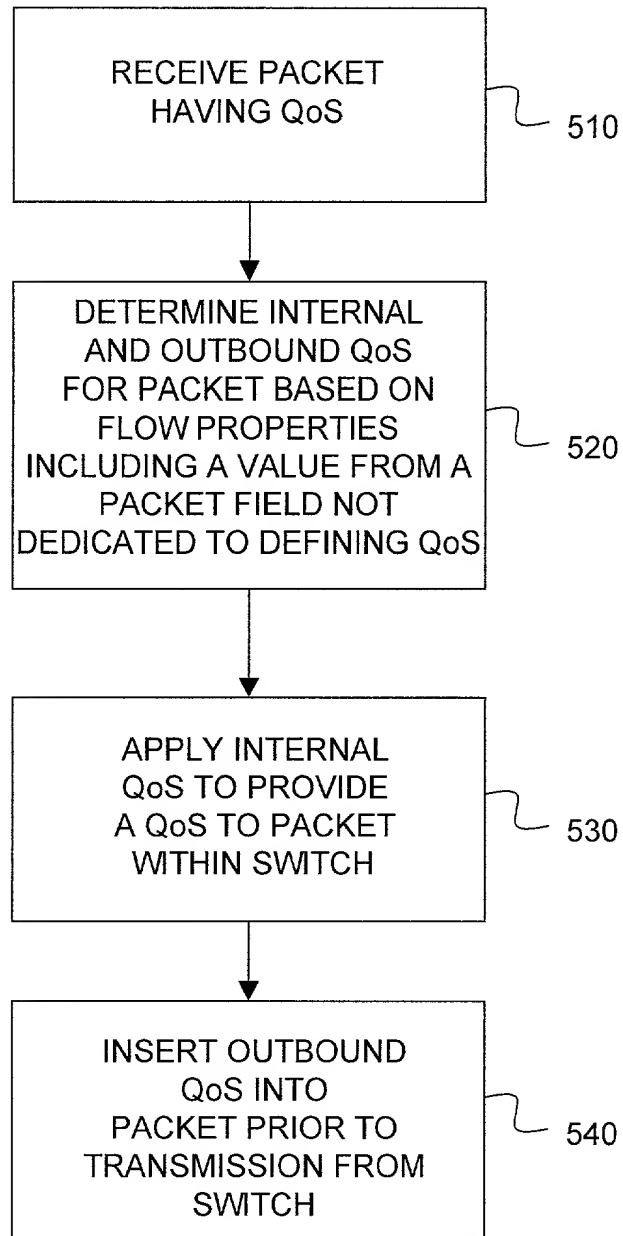 RECEIVE PACKET
HAVING QoS
510
DETERMINE INTERNAL
AND OUTBOUND QoS
FOR PACKET BASED ON
FLOW PROPERTIES
INCLUDING A VALUE FROM A
PACKET FIELD NOT
DEDICATED TO DEFINING QoS
520
APPLY INTERNAL
QoS TO PROVIDE
A QoS TO PACKET
WITHIN SWITCH
530
INSERT OUTBOUND
QoS INTO
PACKET PRIOR TO
TRANSMISSION FROM
SWITCH
540